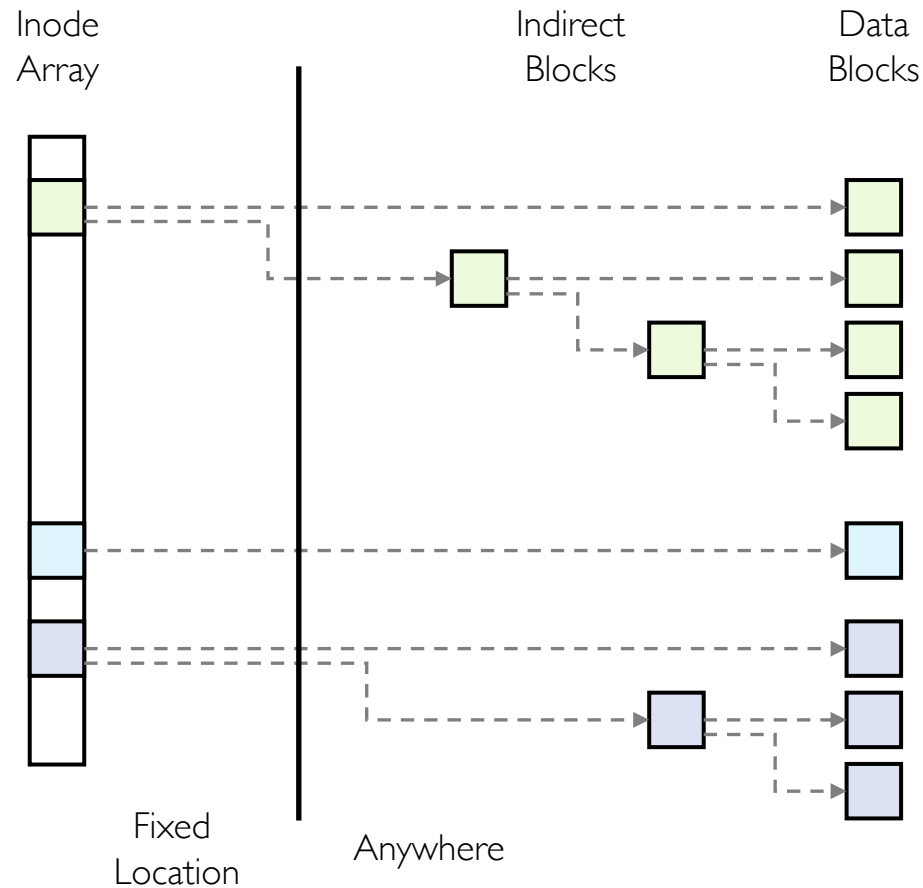 Inode
Array
Indirect
Blocks
Data
Blocks
Fixed
Location
Anywhere